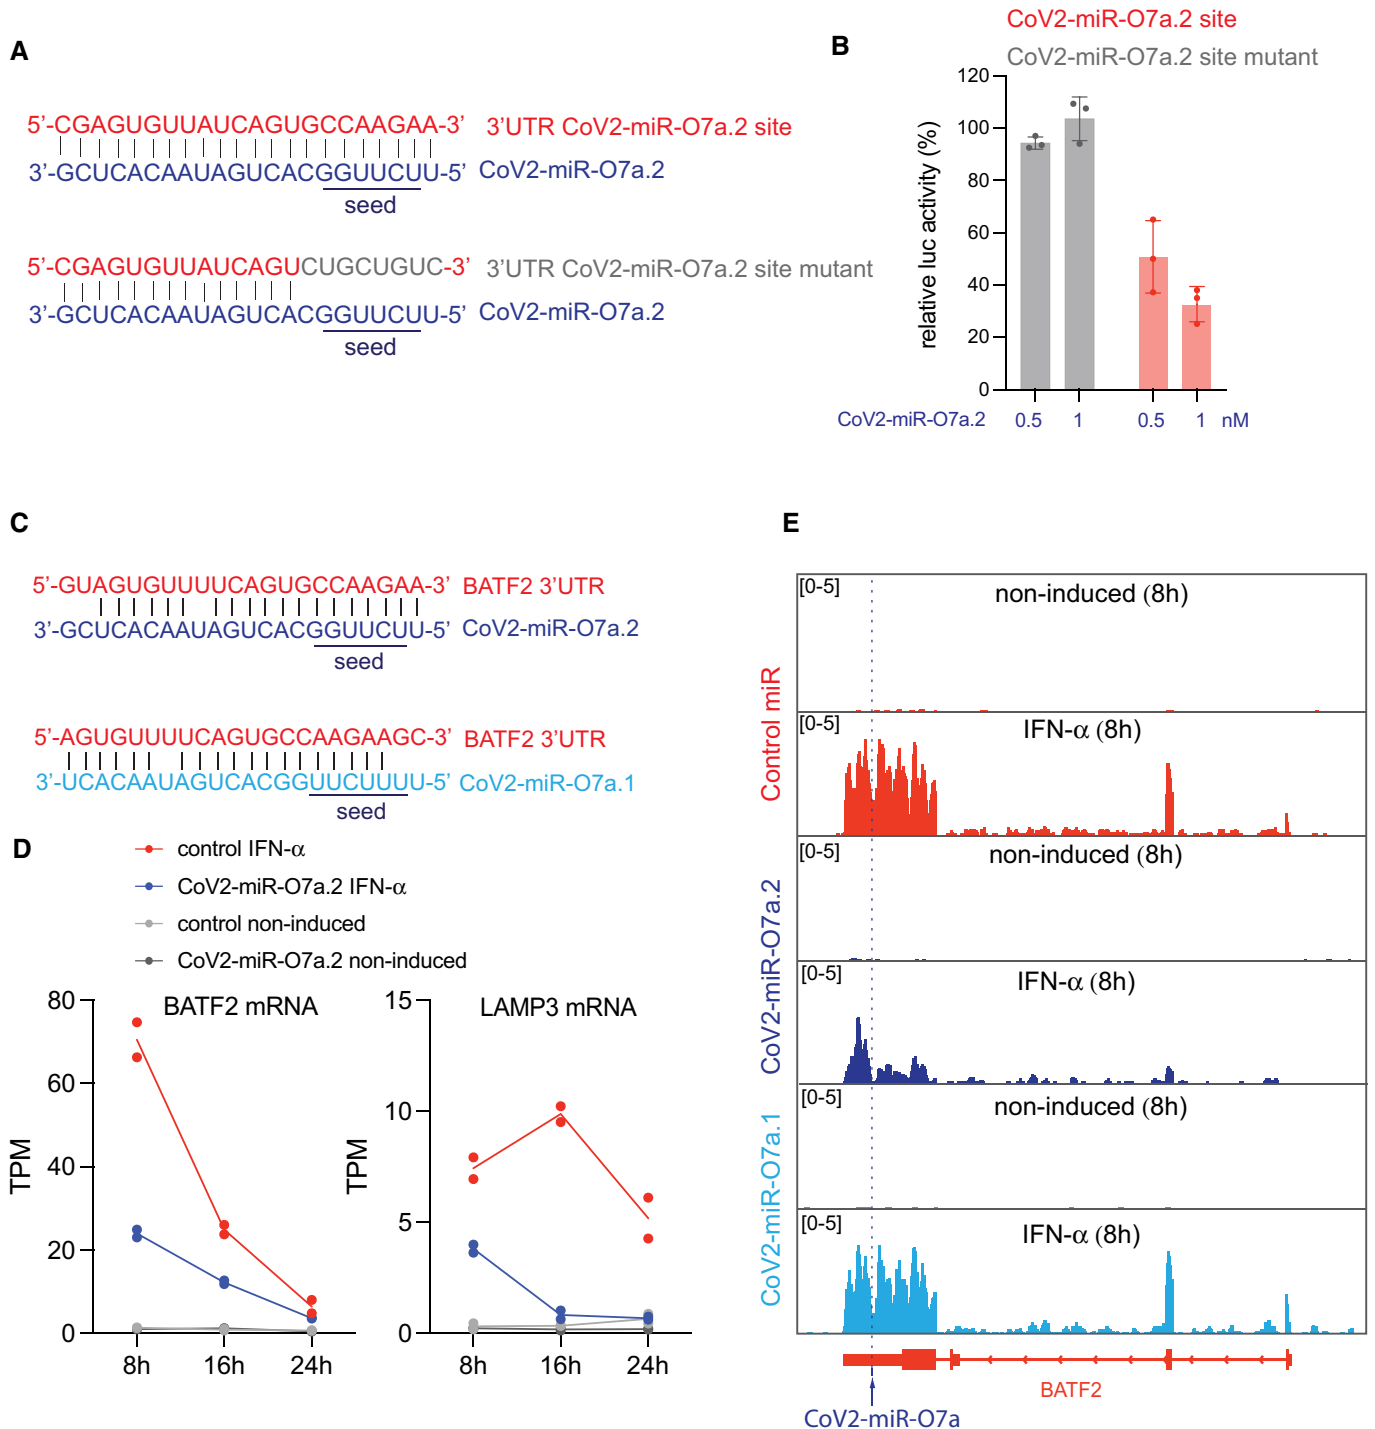 A
5'-CGAGUGUUAUCAGUGCCAAGAA-3' 3'UTR CoV2-miR-O7a.2 site
3'-GCUCACAAUAGUCACGGUUCUU-5' CoV2-miR-O7a.2
seed
5'-CGAGUGUUAUCAGUCUGCUGUC-3' 3'UTR CoV2-miR-O7a.2 site mutant
3'-GCUCACAAUAGUCACGGUUCUU-5' CoV2-miR-O7a.2
seed
B
CoV2-miR-O7a.2 site
CoV2-miR-O7a.2 site mutant
relative luc activity (%)
120
100
80
60
40
20
0
CoV2-miR-O7a.2 0.5 1 0.5 1 nM
C
5'-GUAGUGUUUUCAGUGCCAAGAA-3' BATF2 3'UTR
3'-GCUCACAAUAGUCACGGUUCUU-5' CoV2-miR-O7a.2
seed
5'-AGUGUUUUCAGUGCCAAGAAGC-3' BATF2 3'UTR
3'-UCACAAUAGUCACGGUUCUUUU-5' CoV2-miR-O7a.1
seed
D
control IFN-α
CoV2-miR-O7a.2 IFN-α
control non-induced
CoV2-miR-O7a.2 non-induced
BATF2 mRNA
TPM
80
60
40
20
0
8h 16h 24h
LAMP3 mRNA
TPM
15
10
5
0
8h 16h 24h
E
Control miR
[0-5] non-induced (8h)
[0-5] IFN-α (8h)
CoV2-miR-O7a.2
[0-5] non-induced (8h)
[0-5] IFN-α (8h)
CoV2-miR-O7a.1
[0-5] non-induced (8h)
[0-5] IFN-α (8h)
BATF2
CoV2-miR-O7a